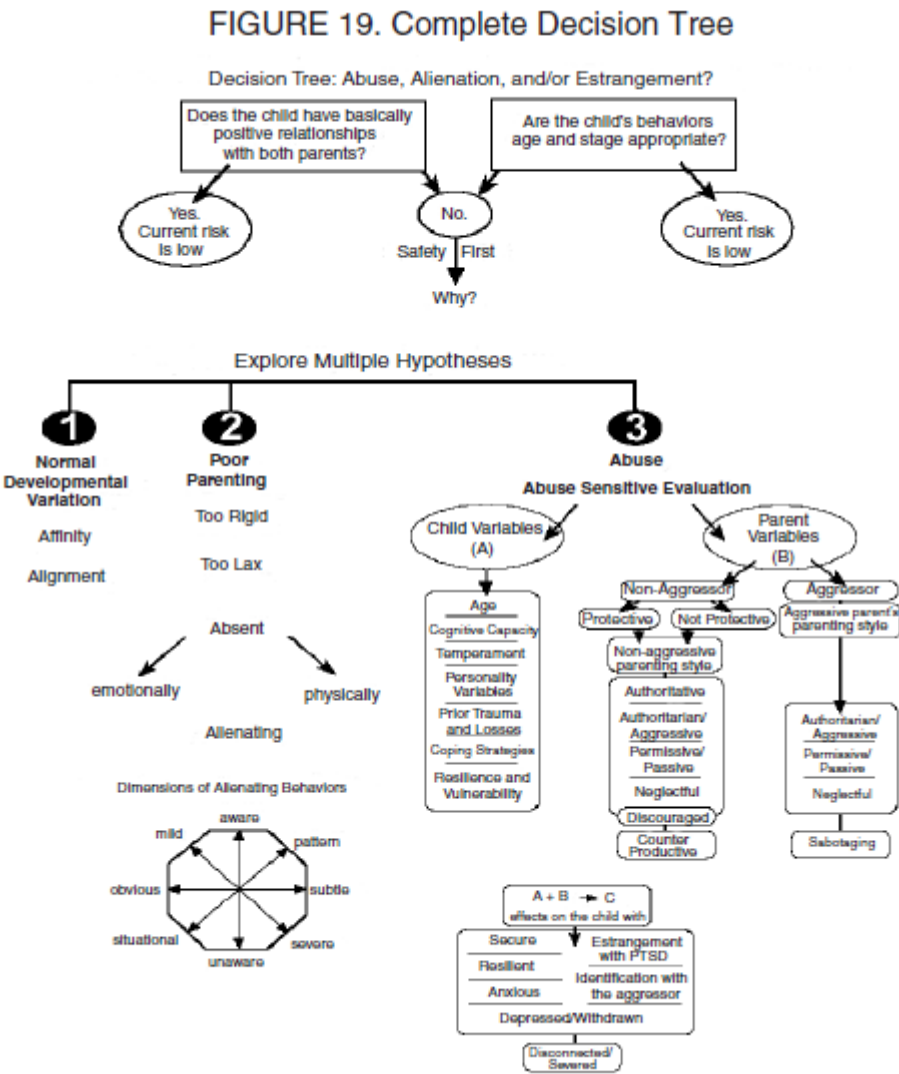 FIGURE 19. Complete Decision Tree
Decision Tree: Abuse, Alienation, and/or Estrangement?
Does the child have basically
positive relationships
with both parents?
Are the child's behaviors
age and stage appropriate?
Yes.
Current risk
is low
No.
Yes.
Current risk
is low
Safety First
Why?
Explore Multiple Hypotheses
1
Normal
Developmental
Variation
Affinity
Alignment
2
Poor
Parenting
Too Rigid
Too Lax
Absent
emotionally
physically
Alienating
Dimensions of Alienating Behaviors
aware
mild
pattern
obvious
subtle
situational
severe
unaware
3
Abuse
Abuse Sensitive Evaluation
Child Variables
(A)
Age
Cognitive Capacity
Temperament
Personality
Variables
Prior Trauma
and Losses
Coping Strategies
Resilience and
Vulnerability
Parent
Variables
(B)
Non-Aggressor
Protective
Not Protective
Non-aggressive
parenting style
Authoritative
Authoritarian/
Aggressive
Permissive/
Passive
Neglectful
Discouraged
Counter
Productive
Aggressor
Aggressive parent's
parenting style
Authoritarian/
Aggressive
Permissive/
Passive
Neglectful
Sabotaging
A + B → C
effects on the child with
Secure
Resilient
Anxious
Estrangement
with PTSD
Identification with
the aggressor
Depressed/Withdrawn
Disconnected/
Severed